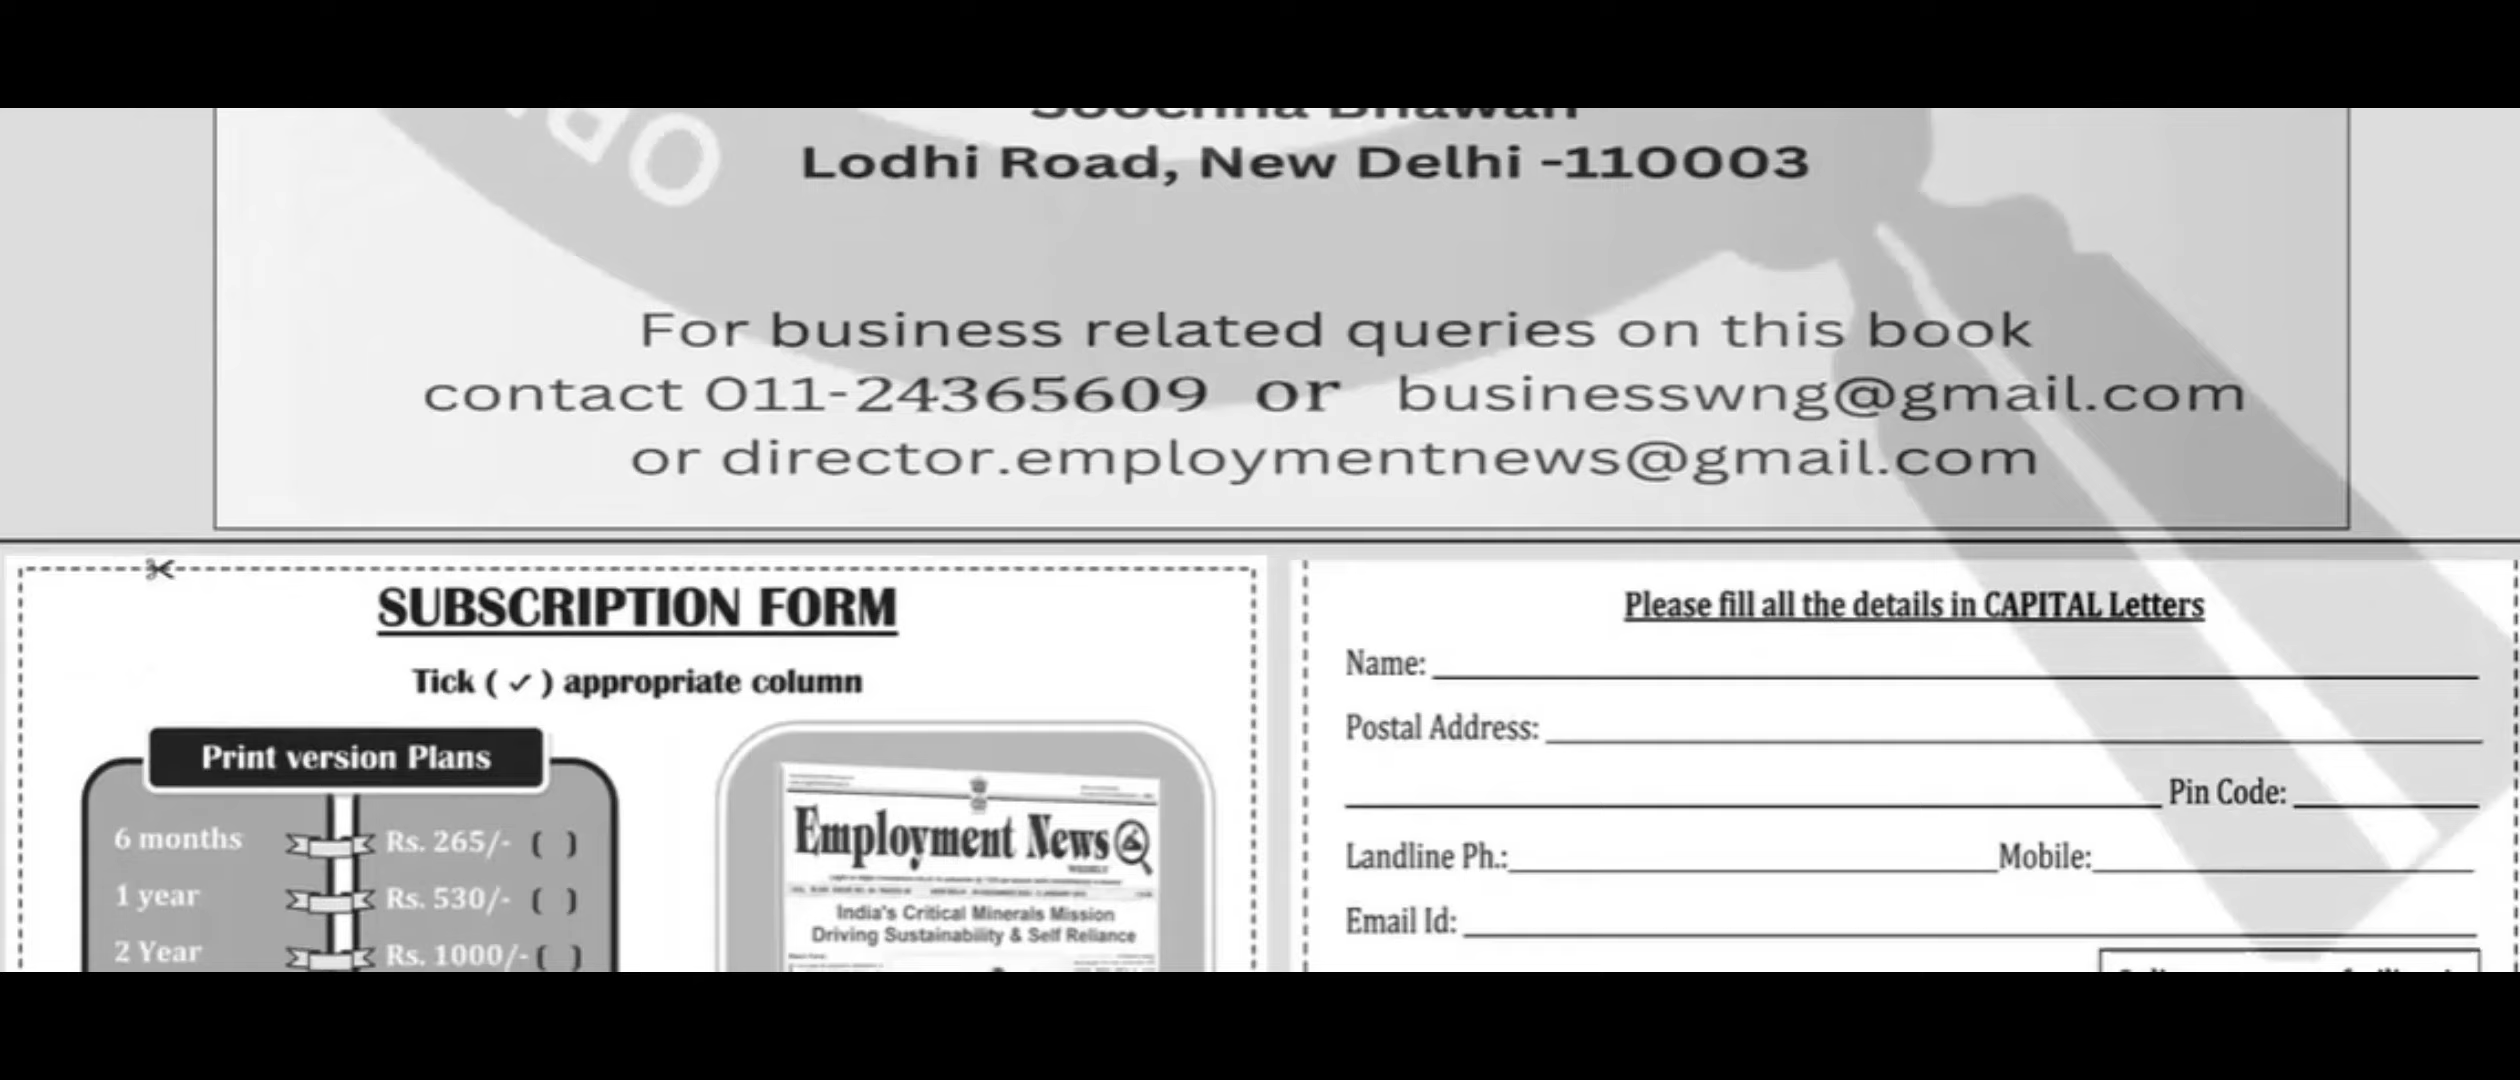 Soochna Bhawan
Lodhi Road, New Delhi -110003
For business related queries on this book
contact 011-24365609 or businesswng@gmail.com
or director.employmentnews@gmail.com
SUBSCRIPTION FORM
Tick ( ✓ ) appropriate column
Print version Plans
6 months Rs. 265/- ( )
1 year Rs. 530/- ( )
2 Year Rs. 1000/- ( )
Employment News
WEEKLY
India's Critical Minerals Mission
Driving Sustainability & Self Reliance
Please fill all the details in CAPITAL Letters
Name:
Postal Address:
Pin Code:
Landline Ph.: Mobile:
Email Id: